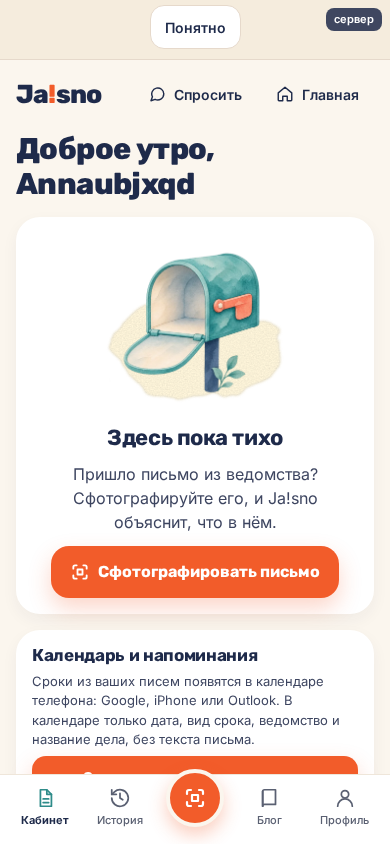 Понятно
сервер
Ja!sno
Спросить
Главная
Доброе утро,
Annaubjxqd
Здесь пока тихо
Пришло письмо из ведомства?
Сфотографируйте его, и Ja!sno
объяснит, что в нём.
Сфотографировать письмо
Календарь и напоминания
Сроки из ваших писем появятся в календаре
телефона: Google, iPhone или Outlook. В
календаре только дата, вид срока, ведомство и
название дела, без текста письма.
Кабинет
История
Блог
Профиль